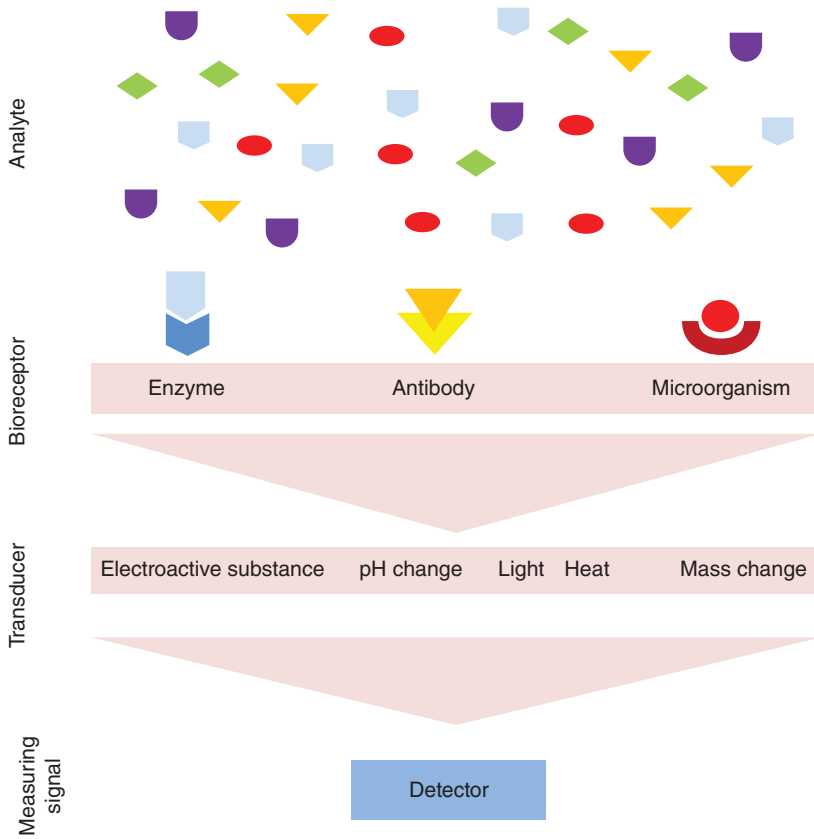 Analyte
Bioreceptor
Enzyme
Antibody
Microorganism
Transducer
Electroactive substance
pH change
Light
Heat
Mass change
Measuring
signal
Detector